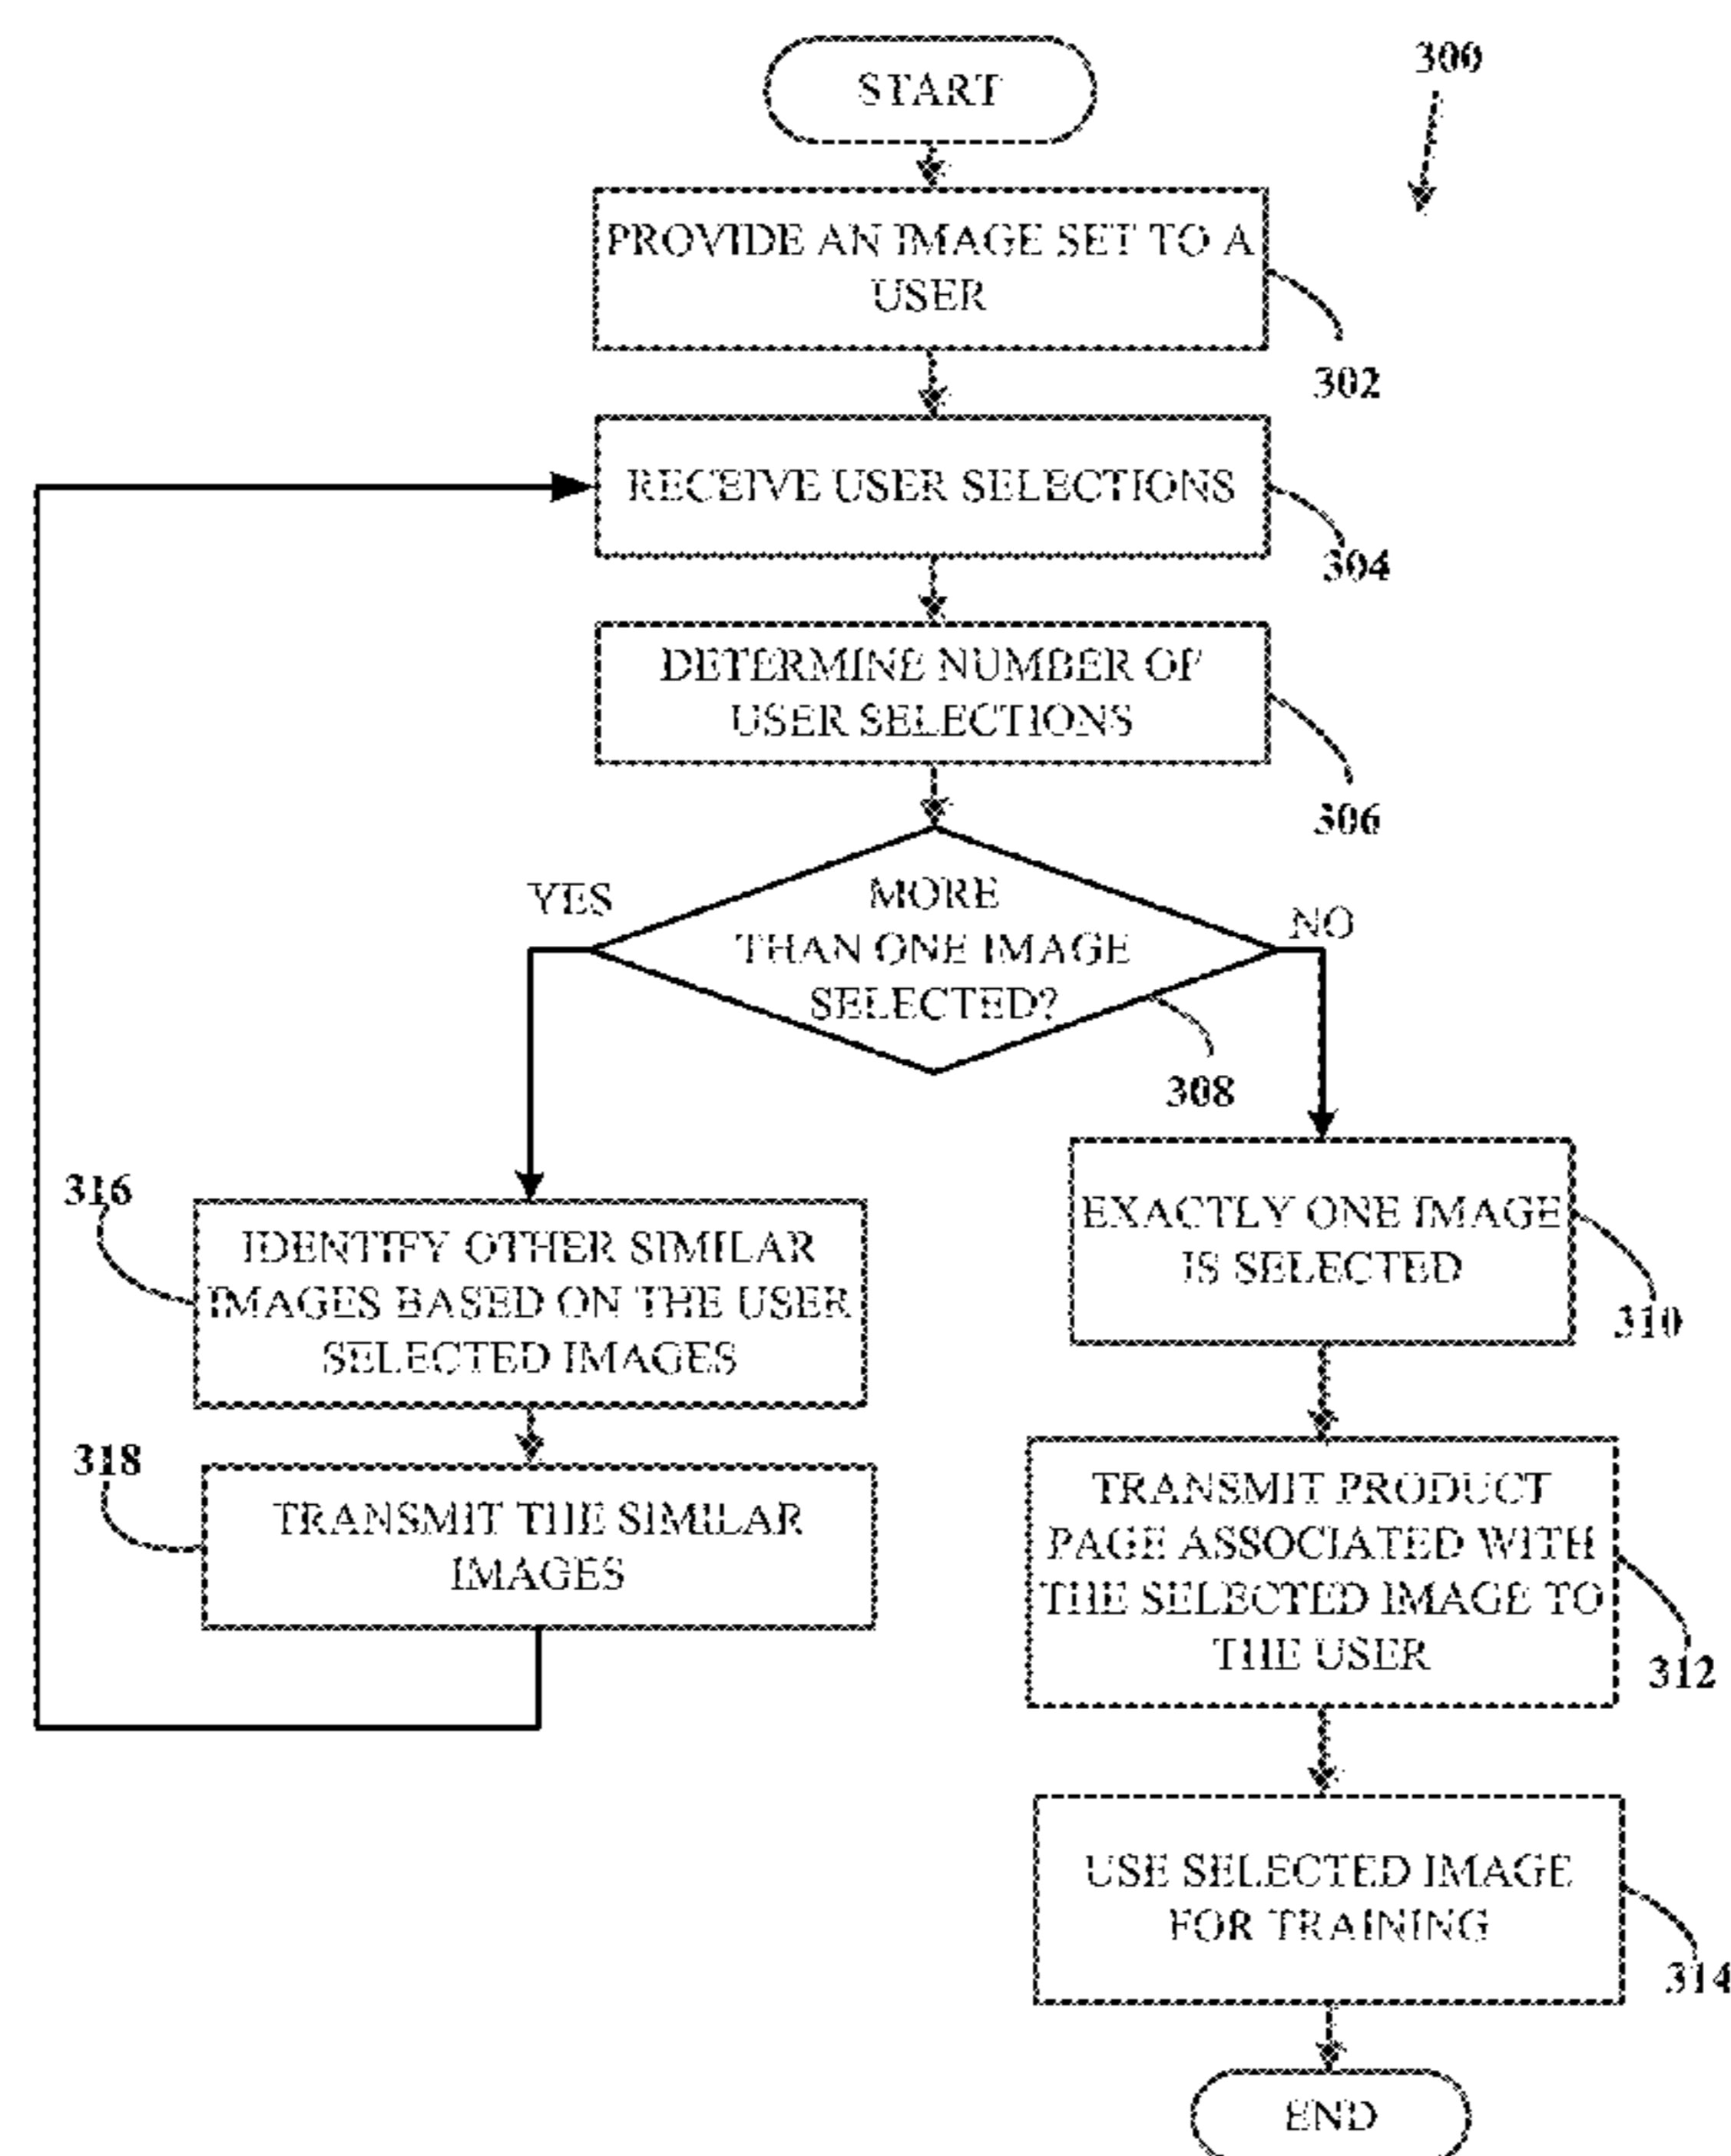 START
300
PROVIDE AN IMAGE SET TO A
USER
302
RECEIVE USER SELECTIONS
304
DETERMINE NUMBER OF
USER SELECTIONS
306
YES
MORE
THAN ONE IMAGE
SELECTED?
NO
308
316
IDENTIFY OTHER SIMILAR
IMAGES BASED ON THE USER
SELECTED IMAGES
EXACTLY ONE IMAGE
IS SELECTED
310
318
TRANSMIT THE SIMILAR
IMAGES
TRANSMIT PRODUCT
PAGE ASSOCIATED WITH
THE SELECTED IMAGE TO
THE USER
312
USE SELECTED IMAGE
FOR TRAINING
314
END